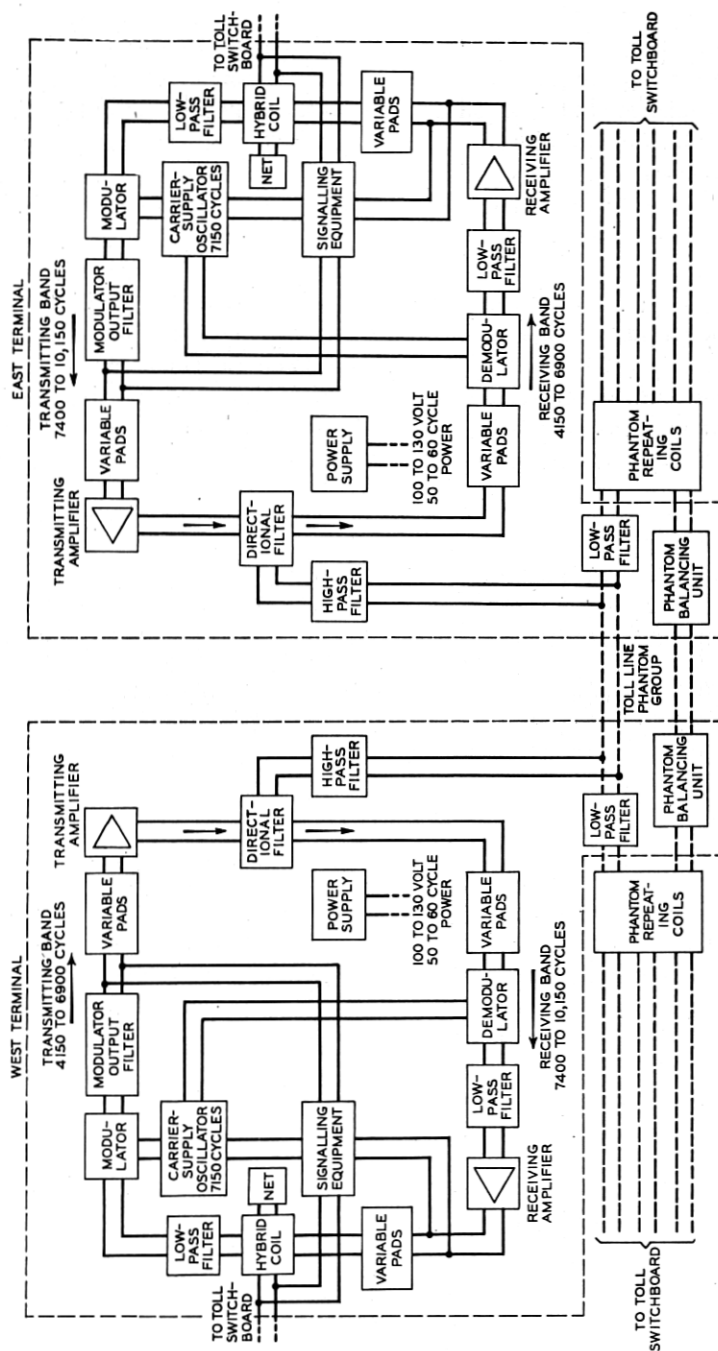 WEST TERMINAL
TRANSMITTING BAND
4150 TO 6900 CYCLES
TRANSMITTING
AMPLIFIER
MODU-
LATOR
MODULATOR
OUTPUT
FILTER
VARIABLE
PADS
LOW-
PASS
FILTER
CARRIER-
SUPPLY
OSCILLATOR
7150 CYCLES
TO TOLL
SWITCH-
BOARD
HYBRID
COIL
NET
SIGNALLING
EQUIPMENT
DIRECT-
IONAL
FILTER
HIGH-
PASS
FILTER
POWER
SUPPLY
100 TO 130 VOLT
50 TO 60 CYCLE
POWER
VARIABLE
PADS
RECEIVING
AMPLIFIER
LOW-
PASS
FILTER
DEMODU-
LATOR
VARIABLE
PADS
RECEIVING BAND
7400 TO 10,150 CYCLES
TO TOLL
SWITCHBOARD
PHANTOM
REPEAT-
ING
COILS
LOW-
PASS
FILTER
PHANTOM
BALANCING
UNIT
TOLL LINE
PHANTOM
GROUP
EAST TERMINAL
TRANSMITTING BAND
7400 TO 10,150 CYCLES
TRANSMITTING
AMPLIFIER
VARIABLE
PADS
MODULATOR
OUTPUT
FILTER
MODU-
LATOR
LOW-PASS
FILTER
CARRIER-
SUPPLY
OSCILLATOR
7150 CYCLES
TO TOLL
SWITCH-
BOARD
NET
HYBRID
COIL
SIGNALLING
EQUIPMENT
DIRECT-
IONAL
FILTER
HIGH-
PASS
FILTER
POWER
SUPPLY
100 TO 130 VOLT
50 TO 60 CYCLE
POWER
VARIABLE
PADS
VARIABLE
PADS
DEMODU-
LATOR
LOW-
PASS
FILTER
RECEIVING
AMPLIFIER
RECEIVING BAND
4150 TO 6900 CYCLES
LOW-
PASS
FILTER
PHANTOM
BALANCING
UNIT
PHANTOM
REPEAT-
ING
COILS
TO TOLL
SWITCHBOARD